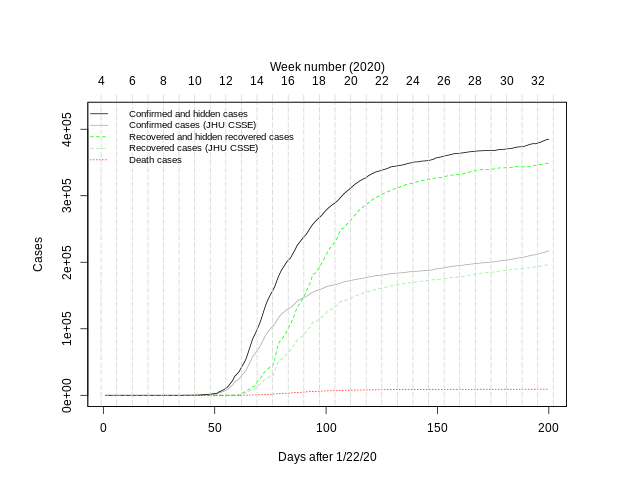 Week number (2020)
4 6 8 10 12 14 16 18 20 22 24 26 28 30 32
Confirmed and hidden cases
Confirmed cases (JHU CSSE)
Recovered and hidden recovered cases
Recovered cases (JHU CSSE)
Death cases
4e+05
3e+05
2e+05
1e+05
0e+00
Cases
0 50 100 150 200
Days after 1/22/20